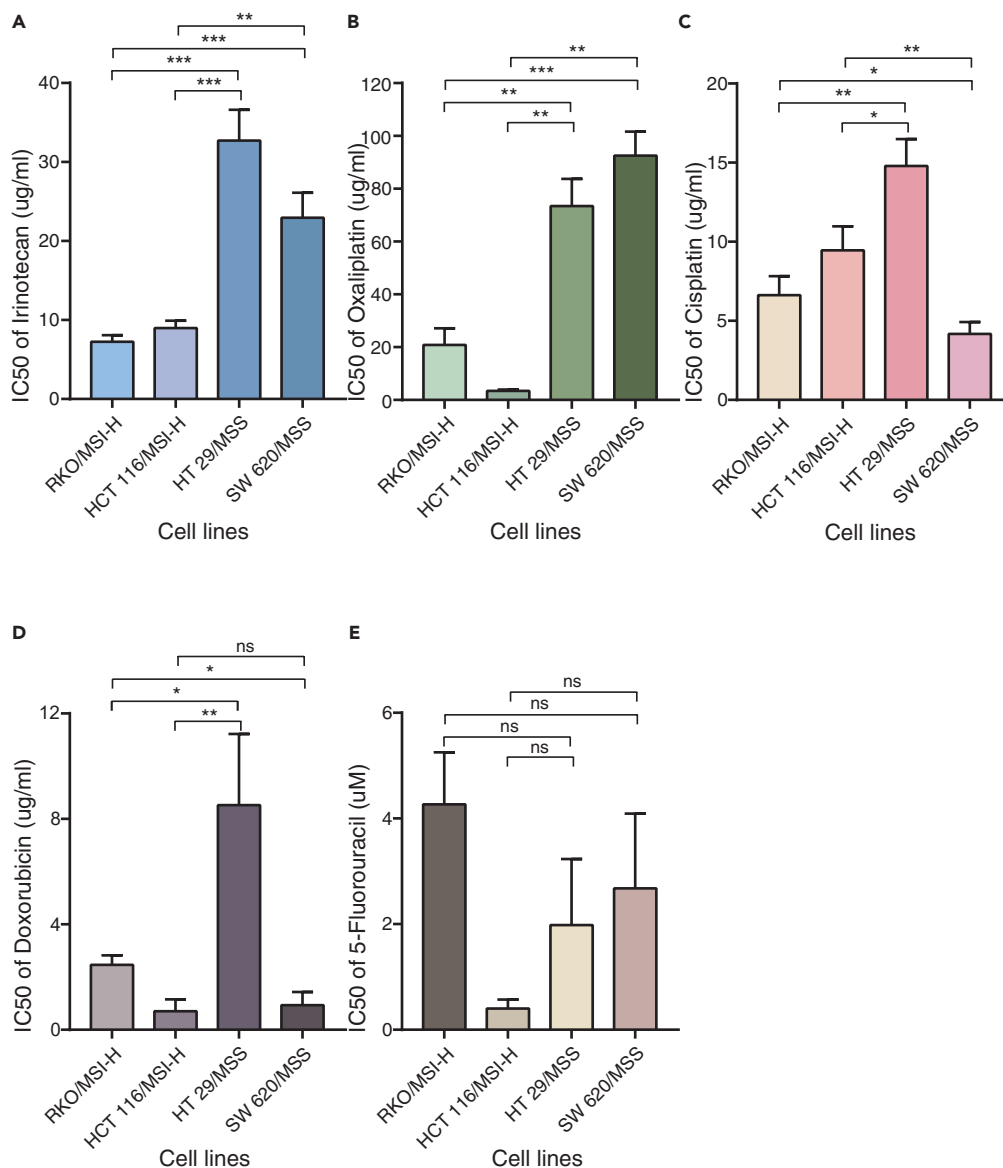 A
**
***
***
***
IC50 of Irinotecan (ug/ml)
40
30
20
10
0
RKO/MSI-H
HCT 116/MSI-H
HT 29/MSS
SW 620/MSS
Cell lines
B
**
***
**
**
IC50 of Oxaliplatin (ug/ml)
120
100
80
60
40
20
0
RKO/MSI-H
HCT 116/MSI-H
HT 29/MSS
SW 620/MSS
Cell lines
C
**
*
**
*
IC50 of Cisplatin (ug/ml)
20
15
10
5
0
RKO/MSI-H
HCT 116/MSI-H
HT 29/MSS
SW 620/MSS
Cell lines
D
ns
*
*
**
IC50 of Doxorubicin (ug/ml)
12
8
4
0
RKO/MSI-H
HCT 116/MSI-H
HT 29/MSS
SW 620/MSS
Cell lines
E
ns
ns
ns
ns
IC50 of 5-Fluorouracil (uM)
6
4
2
0
RKO/MSI-H
HCT 116/MSI-H
HT 29/MSS
SW 620/MSS
Cell lines